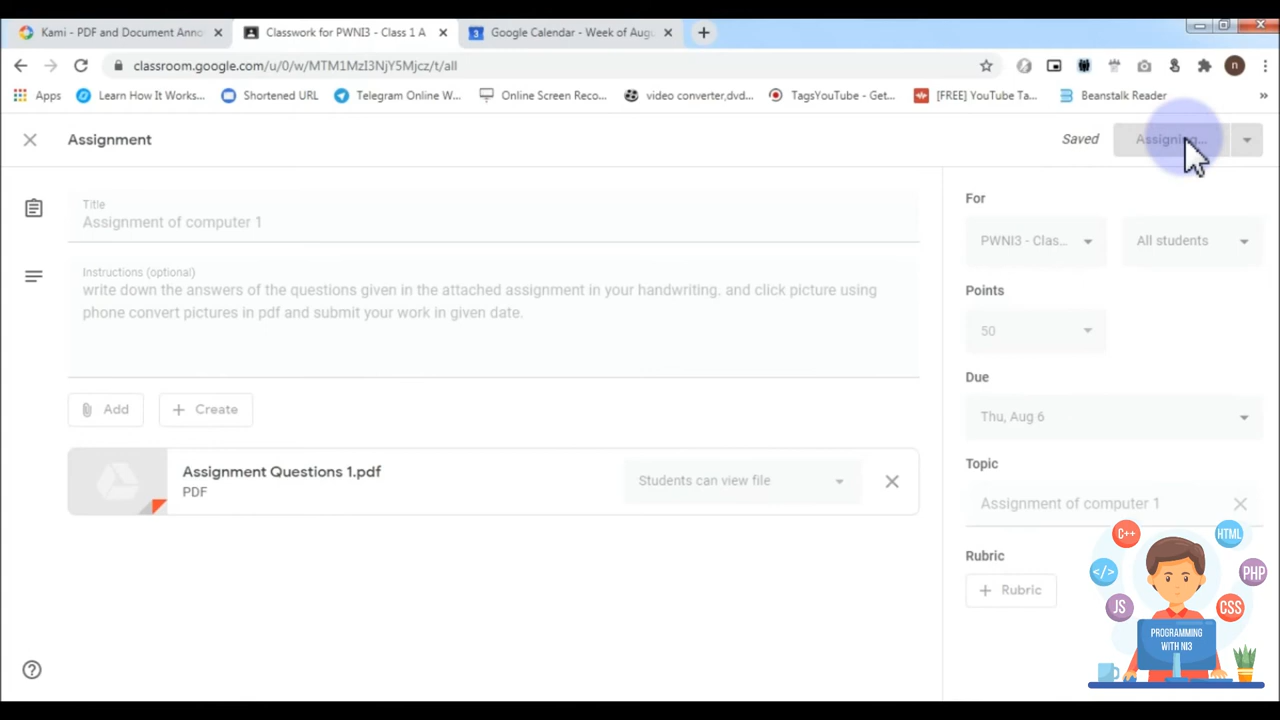 Kami - PDF and Document Anno
Classwork for PWNI3 - Class 1 A
Google Calendar - Week of Aug
classroom.google.com/u/0/w/MTM1MzI3NjY5Mjcz/t/all
n
Apps
Learn How It Works...
Shortened URL
Telegram Online W...
Online Screen Reco...
video converter,dvd...
TagsYouTube - Get...
[FREE] YouTube Ta...
Beanstalk Reader
»
Assignment
Saved
Assigning...
Title
Assignment of computer 1
Instructions (optional)
write down the answers of the questions given in the attached assignment in your handwriting. and click picture using
phone convert pictures in pdf and submit your work in given date.
Add
+ Create
Assignment Questions 1.pdf
PDF
Students can view file
For
PWNI3 - Clas...
All students
Points
50
Due
Thu, Aug 6
Topic
Assignment of computer 1
Rubric
+ Rubric
C++
HTML
</>
PHP
JS
CSS
PROGRAMMING
WITH NI3